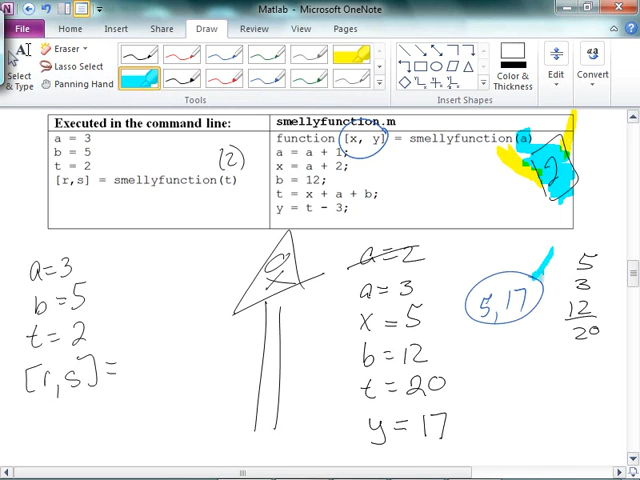 Matlab - Microsoft OneNote
File Home Insert Share Draw Review View
Select & Type
Eraser
Lasso Select
Panning Hand
Color & Thickness
Edit
Convert
Tools
Insert Shapes
Executed in the command line:
a = 3
b = 5
t = 2
[r,s] = smellyfunction(t)
(2)
smellyfunction.m
function [x, y] = smellyfunction(a)
a = a + 1;
x = a + 2;
b = 12;
t = x + a + b;
y = t - 3;
2
a=3
b=5
t=2
[r,s]=
a=2
a=3
x=5
b=12
t=20
y=17
5,17
5
3
12
20